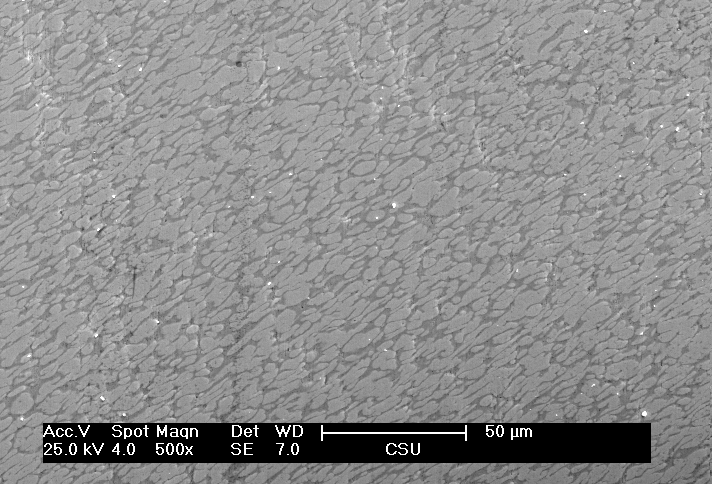 Acc.V Spot Magn Det WD 50 µm
25.0 kV 4.0 500x SE 7.0 CSU